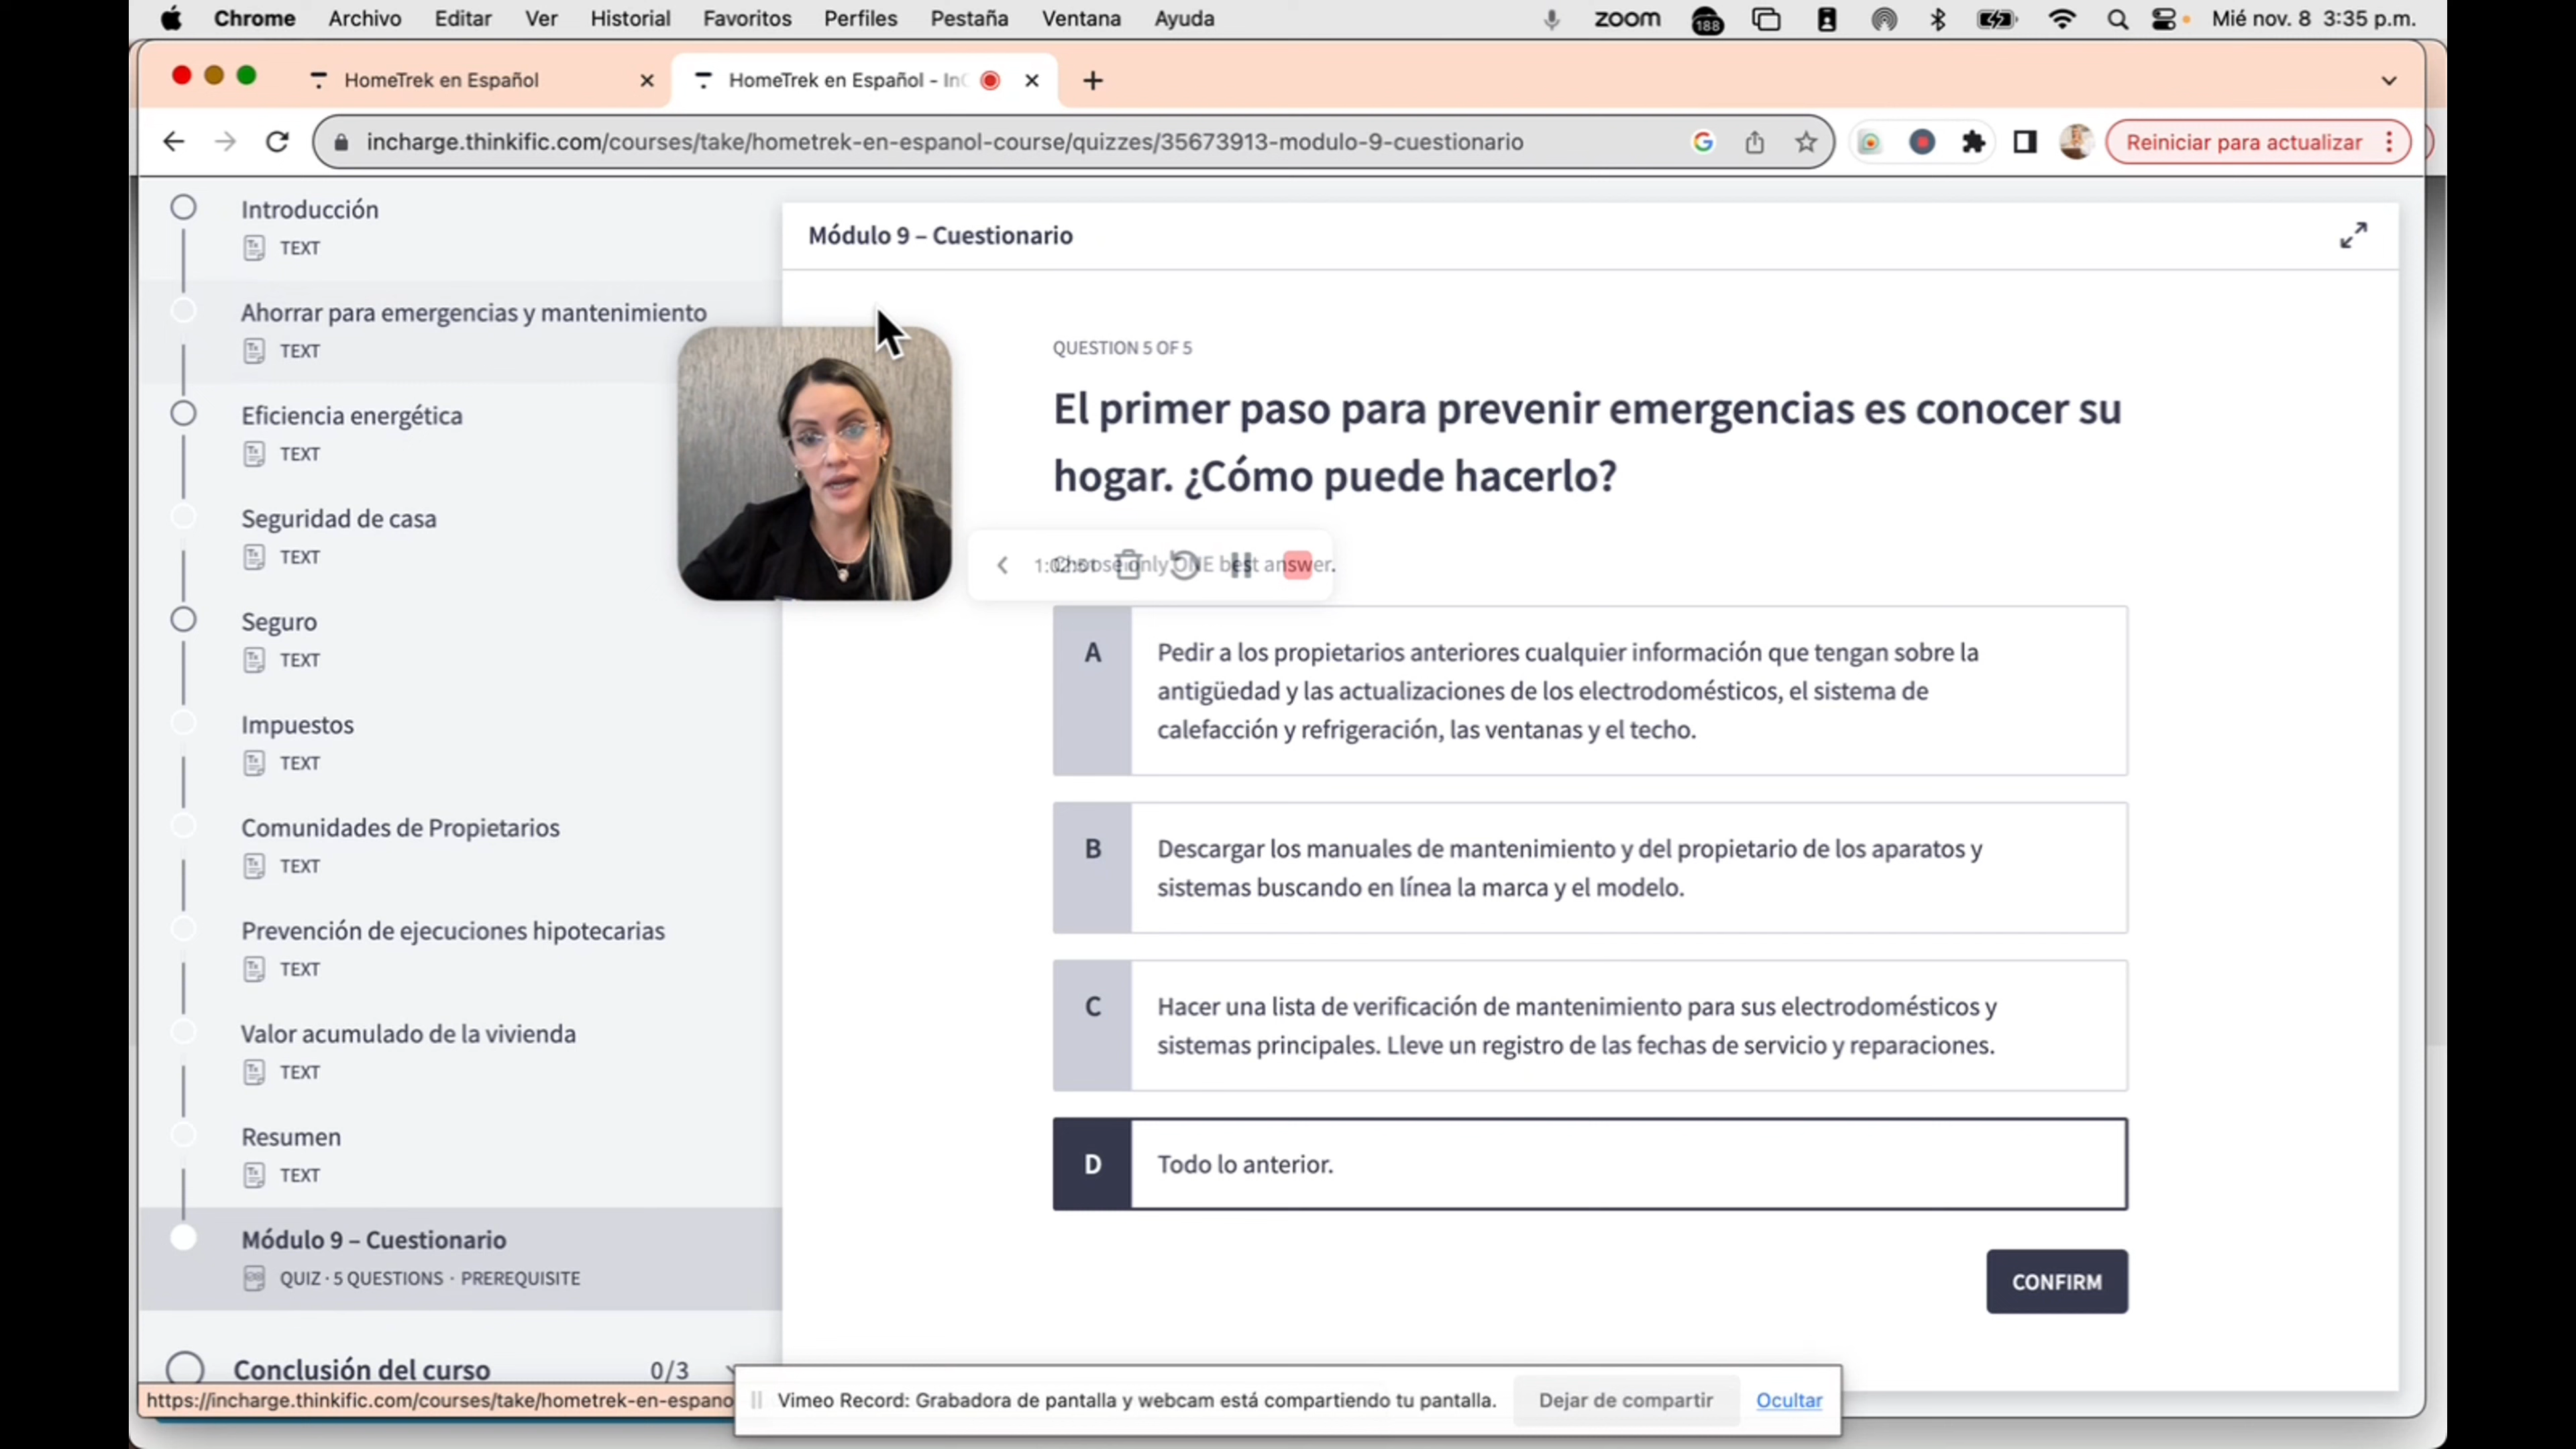 Chrome Archivo Editar Ver Historial Favoritos Perfiles Pestaña Ventana Ayuda
zoom 188 Mié nov. 8 3:35 p.m.
HomeTrek en Español
HomeTrek en Español - In
incharge.thinkific.com/courses/take/hometrek-en-espanol-course/quizzes/35673913-modulo-9-cuestionario
Reiniciar para actualizar
Introducción
TEXT
Ahorrar para emergencias y mantenimiento
TEXT
Eficiencia energética
TEXT
Seguridad de casa
TEXT
Seguro
TEXT
Impuestos
TEXT
Comunidades de Propietarios
TEXT
Prevención de ejecuciones hipotecarias
TEXT
Valor acumulado de la vivienda
TEXT
Resumen
TEXT
Módulo 9 – Cuestionario
QUIZ · 5 QUESTIONS · PREREQUISITE
Conclusión del curso 0/3
https://incharge.thinkific.com/courses/take/hometrek-en-espano
Módulo 9 – Cuestionario
QUESTION 5 OF 5
El primer paso para prevenir emergencias es conocer su
hogar. ¿Cómo puede hacerlo?
Choose only ONE best answer.
A
Pedir a los propietarios anteriores cualquier información que tengan sobre la
antigüedad y las actualizaciones de los electrodomésticos, el sistema de
calefacción y refrigeración, las ventanas y el techo.
B
Descargar los manuales de mantenimiento y del propietario de los aparatos y
sistemas buscando en línea la marca y el modelo.
C
Hacer una lista de verificación de mantenimiento para sus electrodomésticos y
sistemas principales. Lleve un registro de las fechas de servicio y reparaciones.
D
Todo lo anterior.
CONFIRM
Vimeo Record: Grabadora de pantalla y webcam está compartiendo tu pantalla.
Dejar de compartir
Ocultar